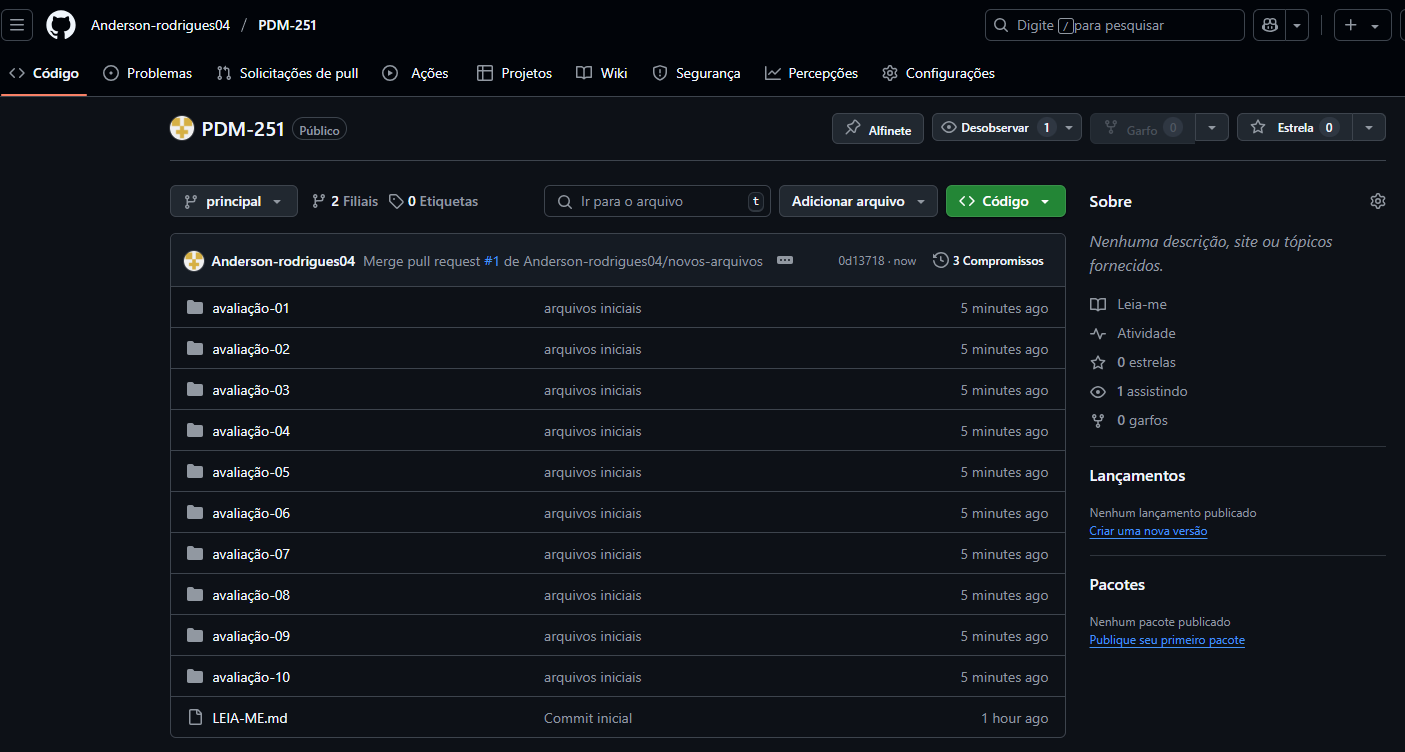 Anderson-rodrigues04 / PDM-251
Digite / para pesquisar
Código Problemas Solicitações de pull Ações Projetos Wiki Segurança Percepções Configurações
PDM-251 Público
Alfinete Desobservar 1 Garfo 0 Estrela 0
principal 2 Filiais 0 Etiquetas Ir para o arquivo t Adicionar arquivo Código
Anderson-rodrigues04 Merge pull request #1 de Anderson-rodrigues04/novos-arquivos 0d13718 · now 3 Compromissos
avaliação-01 arquivos iniciais 5 minutes ago
avaliação-02 arquivos iniciais 5 minutes ago
avaliação-03 arquivos iniciais 5 minutes ago
avaliação-04 arquivos iniciais 5 minutes ago
avaliação-05 arquivos iniciais 5 minutes ago
avaliação-06 arquivos iniciais 5 minutes ago
avaliação-07 arquivos iniciais 5 minutes ago
avaliação-08 arquivos iniciais 5 minutes ago
avaliação-09 arquivos iniciais 5 minutes ago
avaliação-10 arquivos iniciais 5 minutes ago
LEIA-ME.md Commit inicial 1 hour ago
Sobre
Nenhuma descrição, site ou tópicos
fornecidos.
Leia-me
Atividade
0 estrelas
1 assistindo
0 garfos
Lançamentos
Nenhum lançamento publicado
Criar uma nova versão
Pacotes
Nenhum pacote publicado
Publique seu primeiro pacote